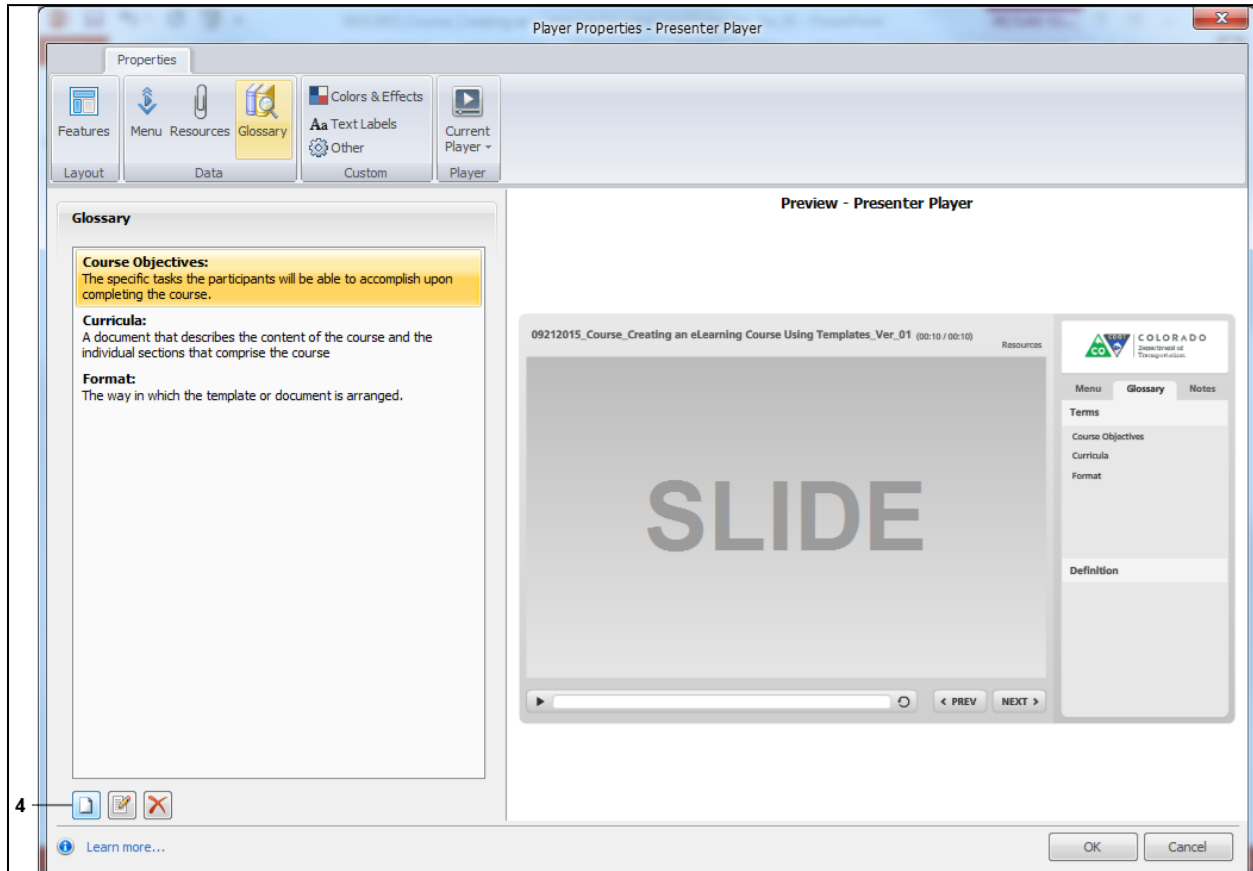 Player Properties - Presenter Player
Properties
Features
Menu
Resources
Glossary
Colors & Effects
Aa Text Labels
Other
Current
Player
Layout
Data
Custom
Player
Glossary
Course Objectives:
The specific tasks the participants will be able to accomplish upon
completing the course.
Curricula:
A document that describes the content of the course and the
individual sections that comprise the course
Format:
The way in which the template or document is arranged.
4
Preview - Presenter Player
09212015_Course_Creating an eLearning Course Using Templates_Ver_01 (00:10 / 00:10)
Resources
CO
COLORADO
Department of
Transportation
Menu
Glossary
Notes
Terms
Course Objectives
Curricula
Format
Definition
SLIDE
PREV
NEXT
Learn more...
OK
Cancel